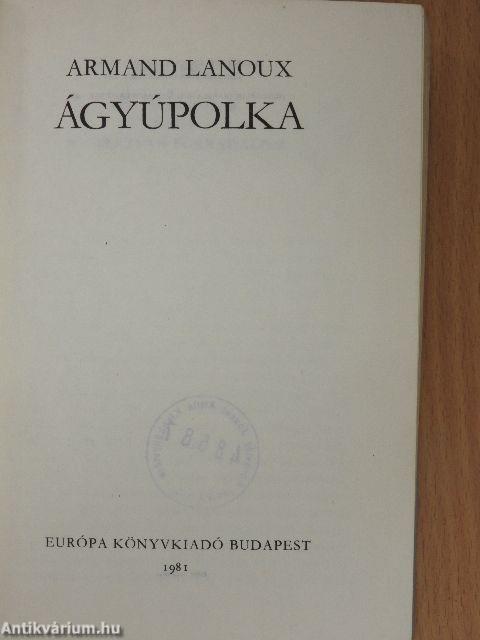 ARMAND LANOUX
ÁGYÚPOLKA
EURÓPA KÖNYVKIADÓ BUDAPEST
1981
Antikvárium.hu